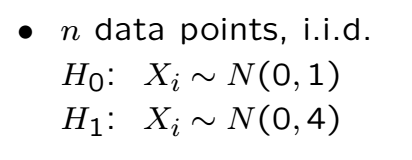 • n data points, i.i.d.
H₀: Xᵢ ∼ N(0, 1)
H₁: Xᵢ ∼ N(0, 4)